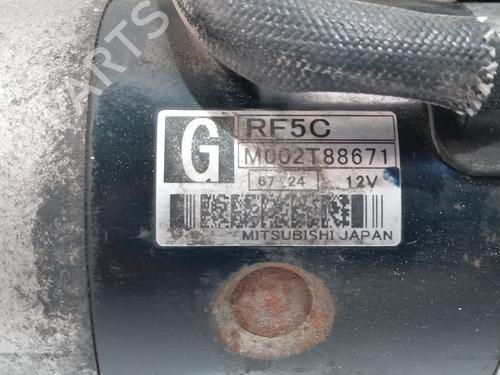 G
RF5C
M002T88671
67 24 12V
MITSUBISHI JAPAN